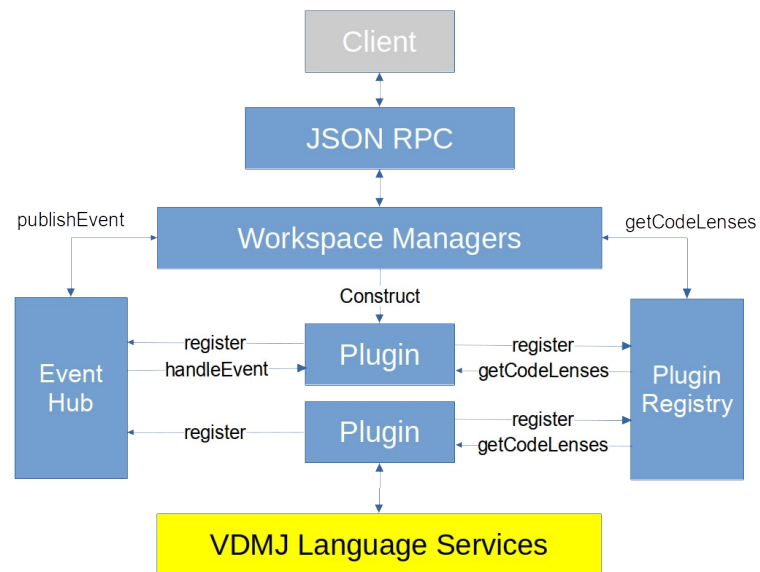 Client
JSON RPC
publishEvent
getCodeLenses
Workspace Managers
Construct
register
register
Plugin
handleEvent
getCodeLenses
Event
Hub
Plugin
Registry
register
register
Plugin
getCodeLenses
VDMJ Language Services